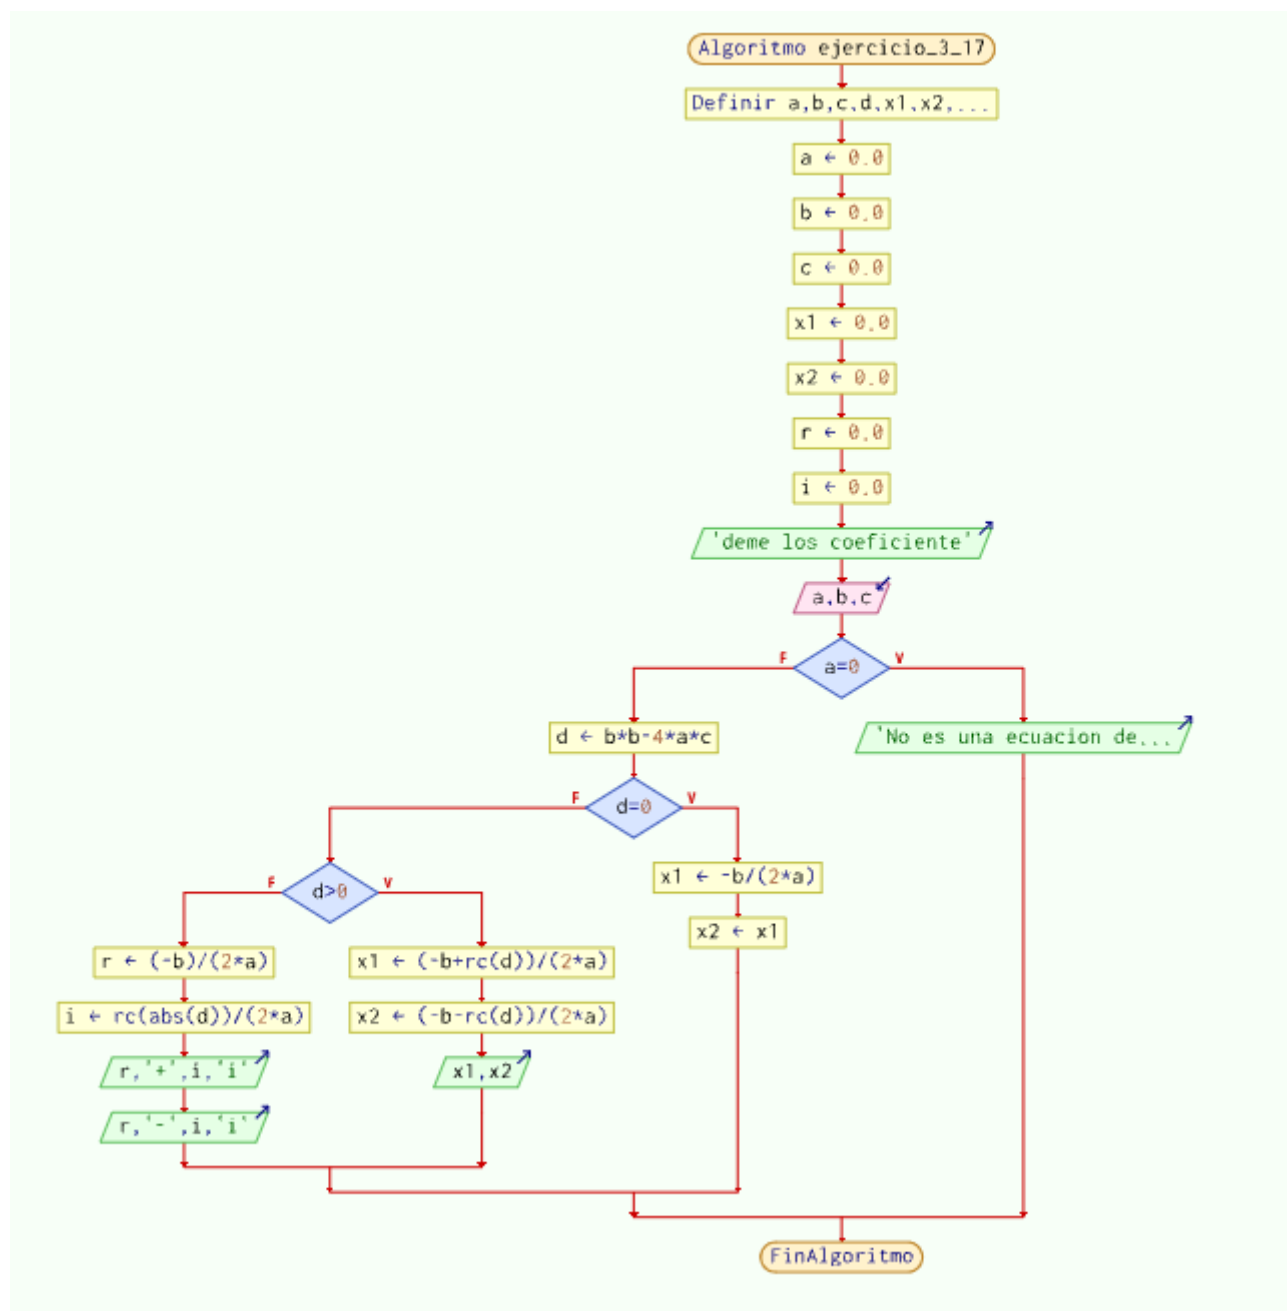 Algoritmo ejercicio_3_17
Definir a,b,c,d,x1,x2,...
a ← 0.0
b ← 0.0
c ← 0.0
x1 ← 0.0
x2 ← 0.0
r ← 0.0
i ← 0.0
'deme los coeficiente'
a,b,c
F
a=0
V
d ← b*b-4*a*c
'No es una ecuacion de...
F
d=0
V
F
d>0
V
x1 ← -b/(2*a)
x2 ← x1
r ← (-b)/(2*a)
x1 ← (-b+rc(d))/(2*a)
i ← rc(abs(d))/(2*a)
x2 ← (-b-rc(d))/(2*a)
r,'+',i,'i'
x1,x2
r,'-',i,'i'
FinAlgoritmo